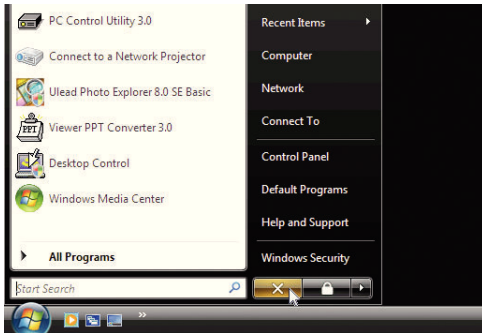 PC Control Utility 3.0
Connect to a Network Projector
Ulead Photo Explorer 8.0 SE Basic
PPT
Viewer PPT Converter 3.0
Desktop Control
Windows Media Center
All Programs
Start Search
Recent Items
Computer
Network
Connect To
Control Panel
Default Programs
Help and Support
Windows Security